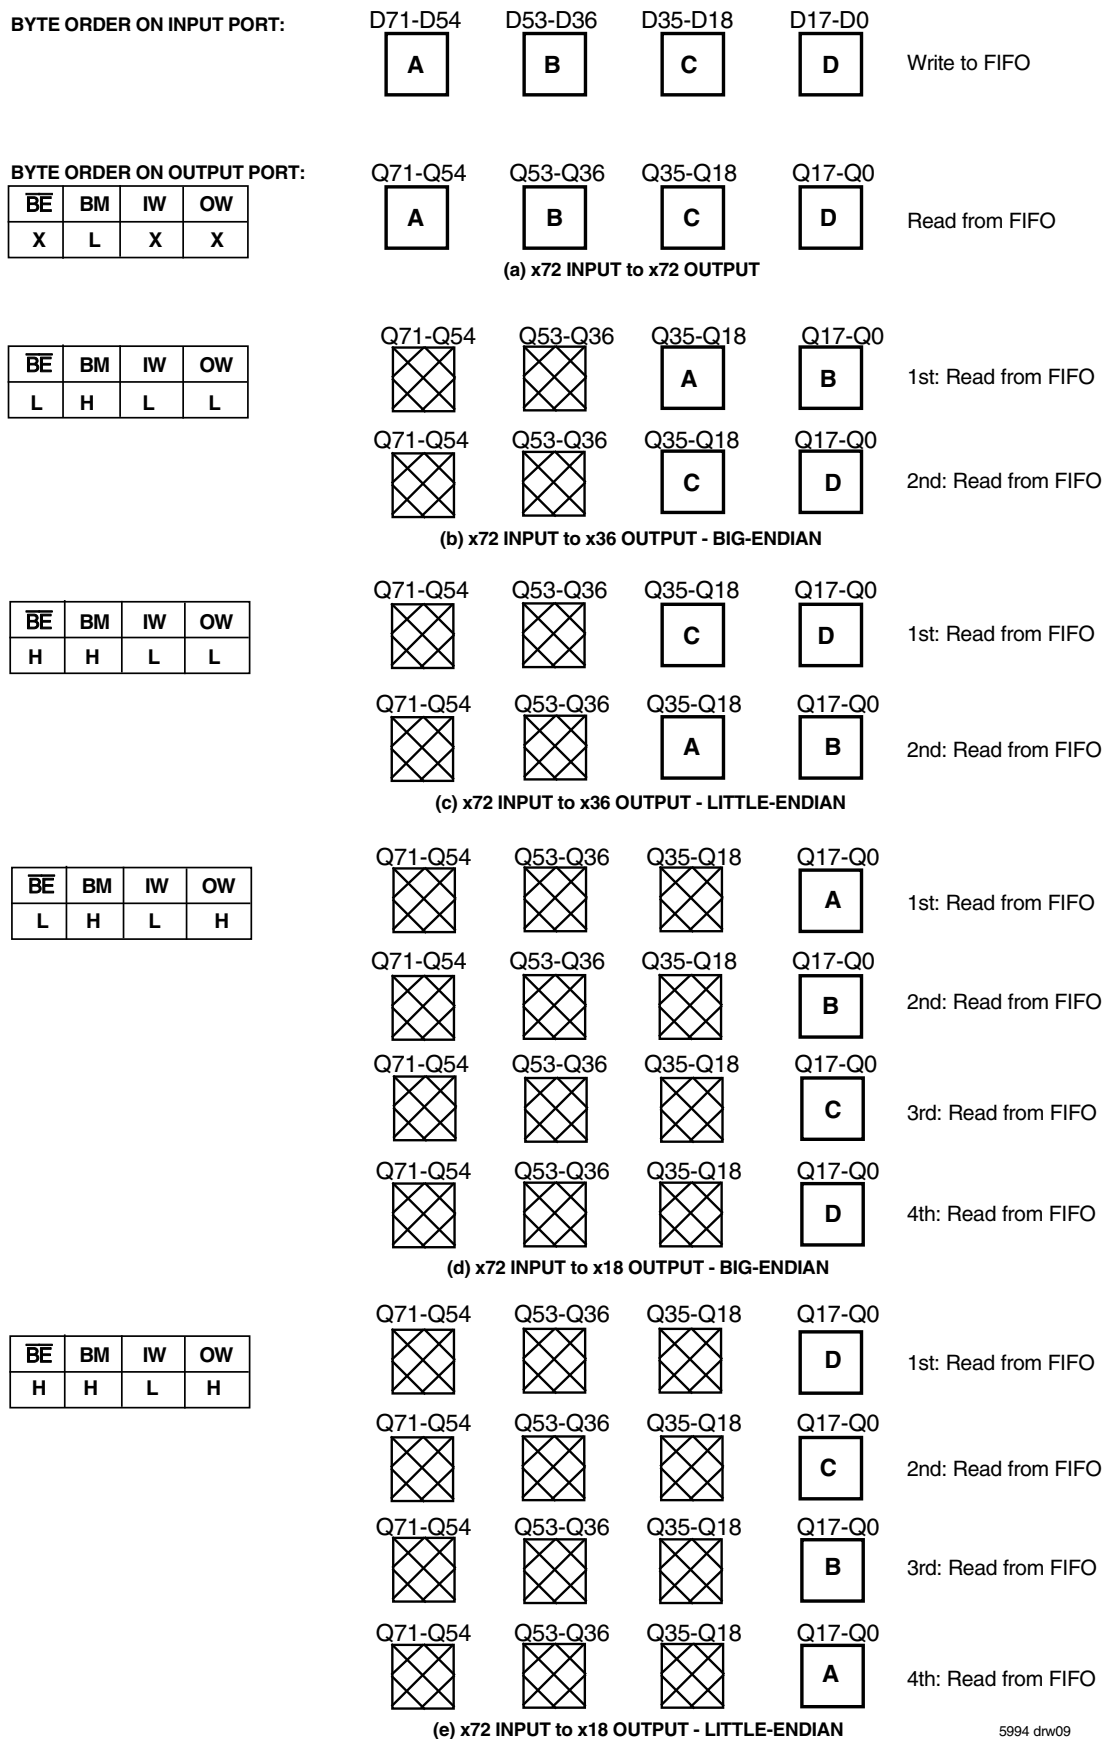 BYTE ORDER ON INPUT PORT:
D71-D54 D53-D36 D35-D18 D17-D0
A B C D Write to FIFO
BYTE ORDER ON OUTPUT PORT:
Q71-Q54 Q53-Q36 Q35-Q18 Q17-Q0
BE BM IW OW
X L X X
A B C D Read from FIFO
(a) x72 INPUT to x72 OUTPUT
Q71-Q54 Q53-Q36 Q35-Q18 Q17-Q0
BE BM IW OW
L H L L
A B 1st: Read from FIFO
Q71-Q54 Q53-Q36 Q35-Q18 Q17-Q0
C D 2nd: Read from FIFO
(b) x72 INPUT to x36 OUTPUT - BIG-ENDIAN
Q71-Q54 Q53-Q36 Q35-Q18 Q17-Q0
BE BM IW OW
H H L L
C D 1st: Read from FIFO
Q71-Q54 Q53-Q36 Q35-Q18 Q17-Q0
A B 2nd: Read from FIFO
(c) x72 INPUT to x36 OUTPUT - LITTLE-ENDIAN
Q71-Q54 Q53-Q36 Q35-Q18 Q17-Q0
BE BM IW OW
L H L H
A 1st: Read from FIFO
Q71-Q54 Q53-Q36 Q35-Q18 Q17-Q0
B 2nd: Read from FIFO
Q71-Q54 Q53-Q36 Q35-Q18 Q17-Q0
C 3rd: Read from FIFO
Q71-Q54 Q53-Q36 Q35-Q18 Q17-Q0
D 4th: Read from FIFO
(d) x72 INPUT to x18 OUTPUT - BIG-ENDIAN
Q71-Q54 Q53-Q36 Q35-Q18 Q17-Q0
BE BM IW OW
H H L H
D 1st: Read from FIFO
Q71-Q54 Q53-Q36 Q35-Q18 Q17-Q0
C 2nd: Read from FIFO
Q71-Q54 Q53-Q36 Q35-Q18 Q17-Q0
B 3rd: Read from FIFO
Q71-Q54 Q53-Q36 Q35-Q18 Q17-Q0
A 4th: Read from FIFO
(e) x72 INPUT to x18 OUTPUT - LITTLE-ENDIAN
5994 drw09